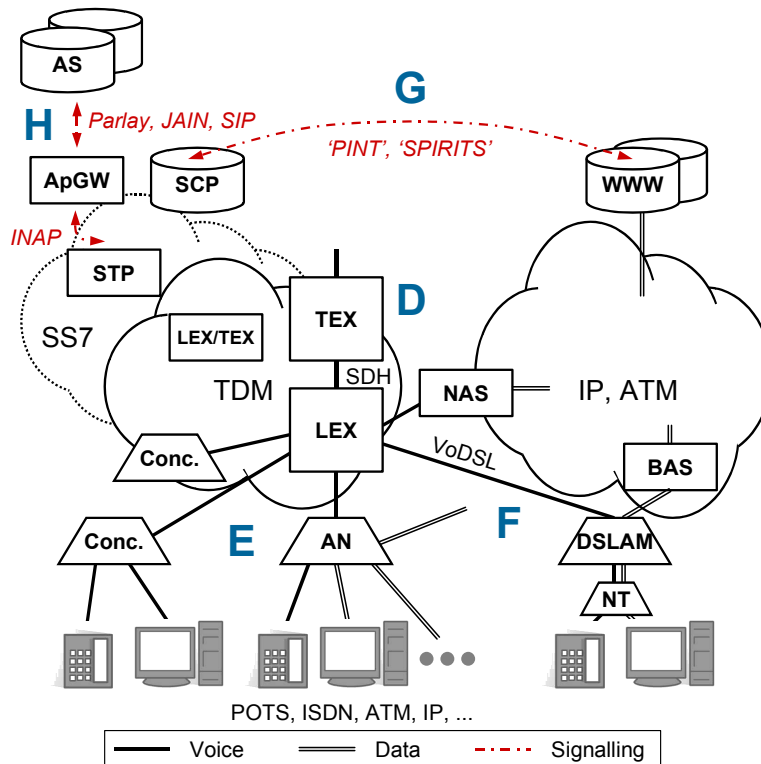 AS
G
H
Parlay, JAIN, SIP
'PINT', 'SPIRITS'
ApGW
SCP
WWW
INAP
STP
D
TEX
SS7
LEX/TEX
SDH
TDM
NAS
IP, ATM
LEX
VoDSL
Conc.
BAS
E
F
Conc.
AN
DSLAM
NT
POTS, ISDN, ATM, IP, ...
Voice
Data
Signalling